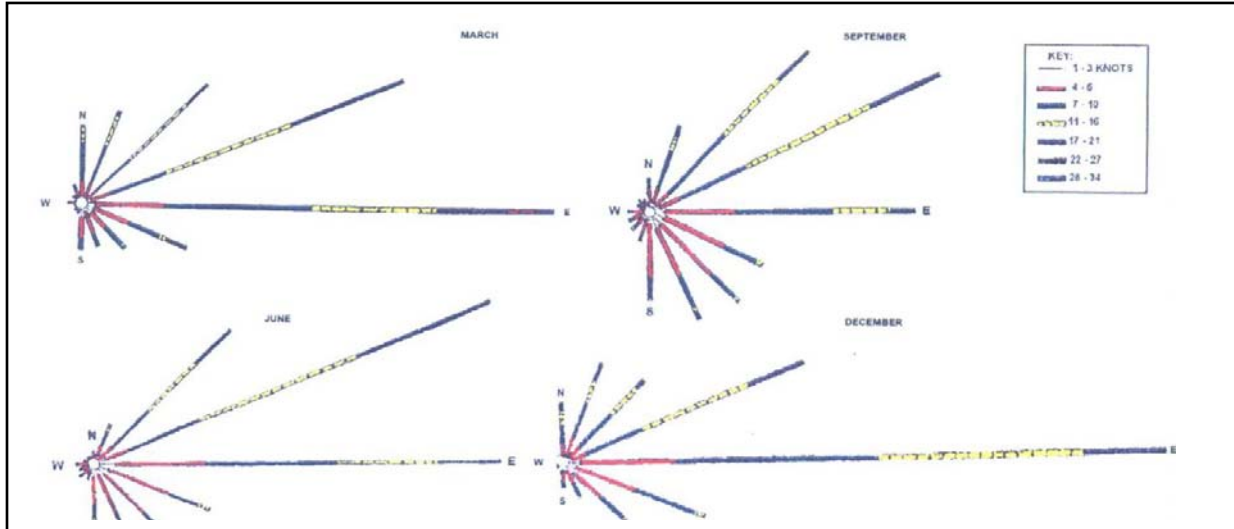 MARCH
N
W
E
S
SEPTEMBER
N
W
E
S
KEY:
1 - 3 KNOTS
4 - 6
7 - 10
11 - 16
17 - 21
22 - 27
28 - 34
JUNE
N
W
E
DECEMBER
N
W
E
S